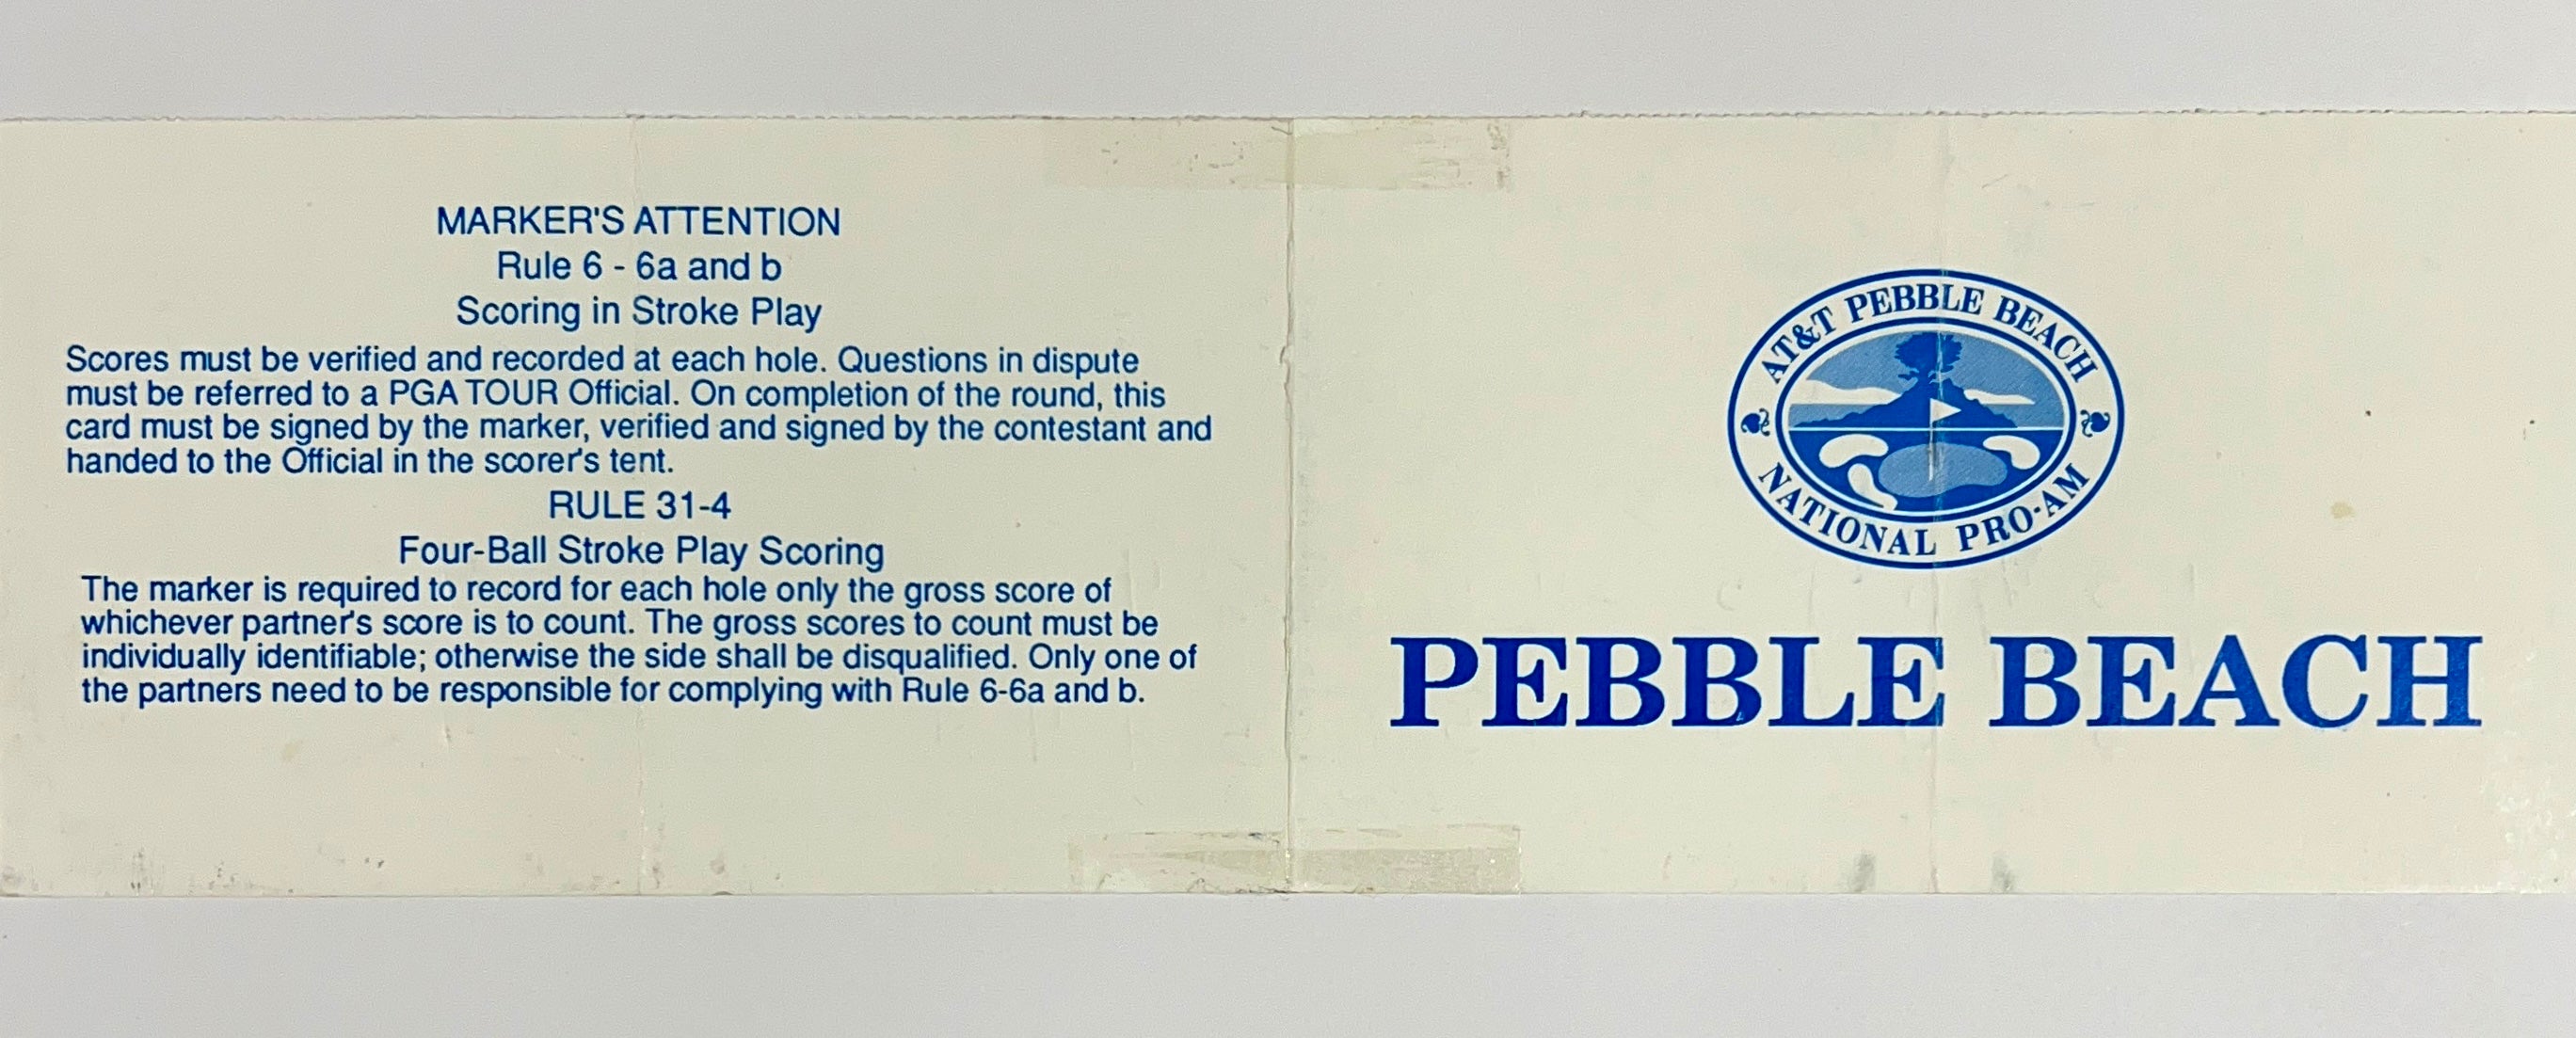 MARKER'S ATTENTION
Rule 6 - 6a and b
Scoring in Stroke Play
Scores must be verified and recorded at each hole. Questions in dispute
must be referred to a PGA TOUR Official. On completion of the round, this
card must be signed by the marker, verified and signed by the contestant and
handed to the Official in the scorer's tent.
RULE 31-4
Four-Ball Stroke Play Scoring
The marker is required to record for each hole only the gross score of
whichever partner's score is to count. The gross scores to count must be
individually identifiable; otherwise the side shall be disqualified. Only one of
the partners need to be responsible for complying with Rule 6-6a and b.
AT&T PEBBLE BEACH
NATIONAL PRO-AM
PEBBLE BEACH